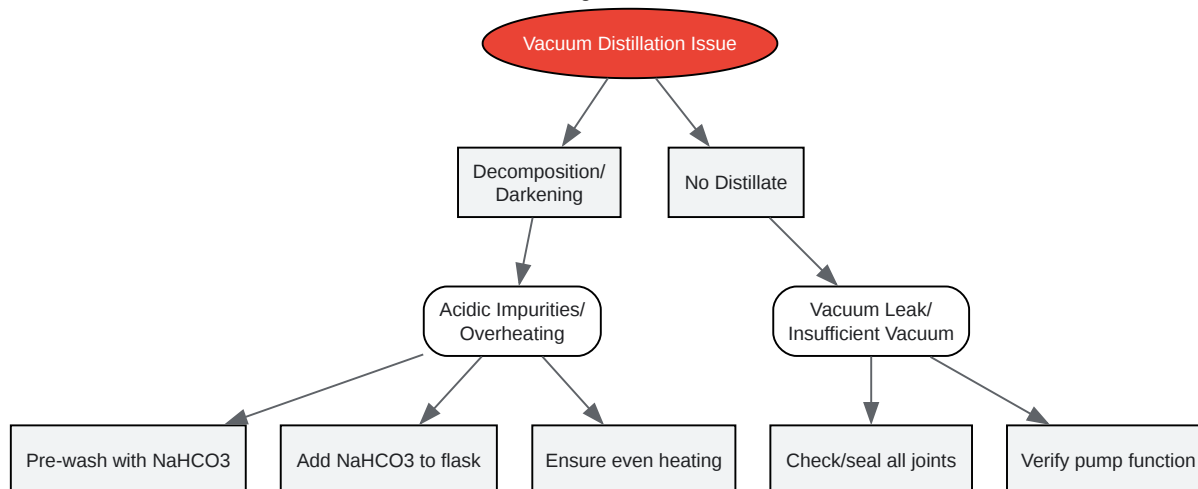 Vacuum Distillation Issue
Decomposition/
Darkening
No Distillate
Acidic Impurities/
Overheating
Vacuum Leak/
Insufficient Vacuum
Pre-wash with NaHCO3
Add NaHCO3 to flask
Ensure even heating
Check/seal all joints
Verify pump function